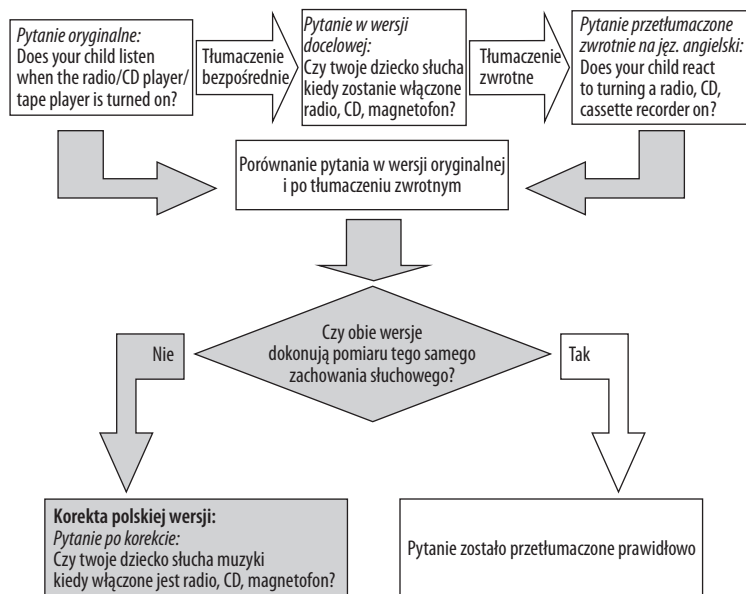 Pytanie oryginalne:
Does your child listen
when the radio/CD player/
tape player is turned on?
Tłumaczenie
bezpośrednie
Pytanie w wersji
docelowej:
Czy twoje dziecko słucha
kiedy zostanie włączone
radio, CD, magnetofon?
Tłumaczenie
zwrotne
Pytanie przetłumaczone
zwrotnie na jęz. angielski:
Does your child react
to turning a radio, CD,
cassette recorder on?
Porównanie pytania w wersji oryginalnej
i po tłumaczeniu zwrotnym
Czy obie wersje
dokonują pomiaru tego samego
zachowania słuchowego?
Nie
Tak
Korekta polskiej wersji:
Pytanie po korekcie:
Czy twoje dziecko słucha muzyki
kiedy włączone jest radio, CD, magnetofon?
Pytanie zostało przetłumaczone prawidłowo